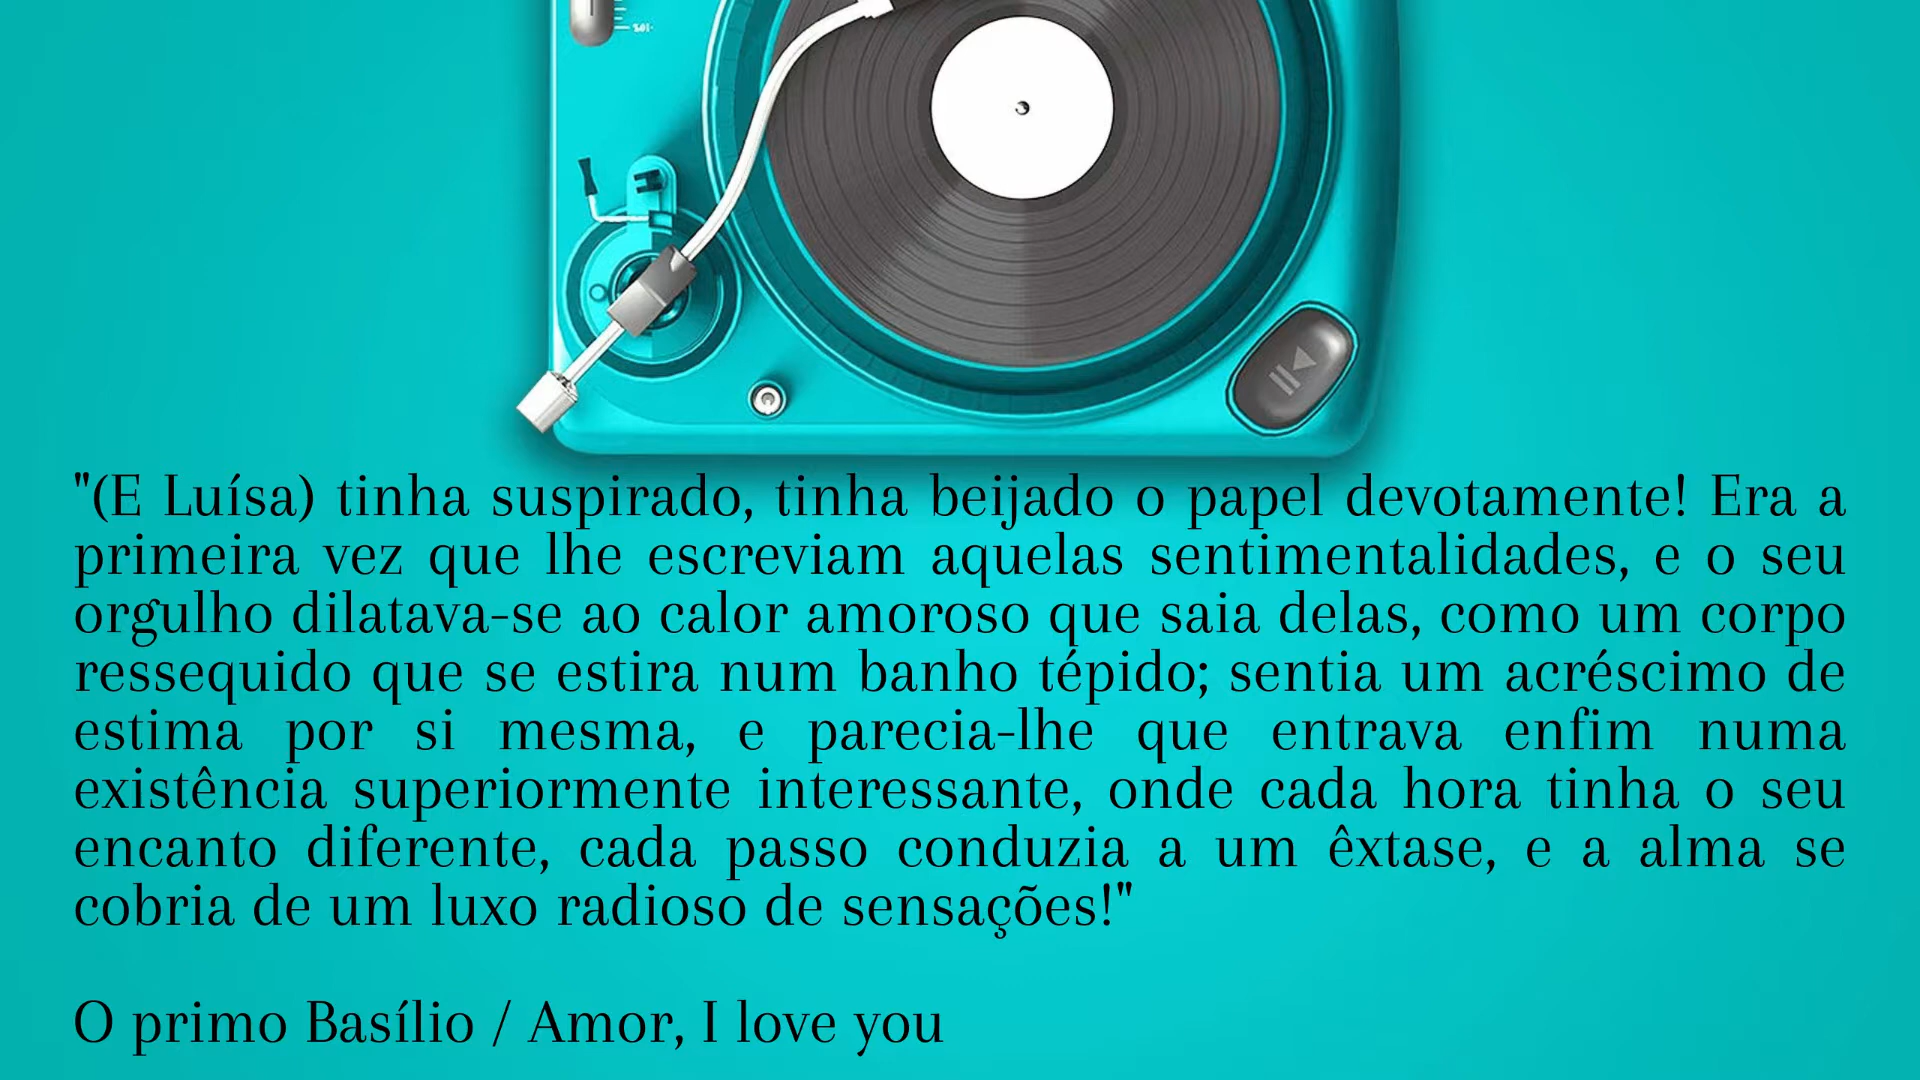 "(E Luísa) tinha suspirado, tinha beijado o papel devotamente! Era a
primeira vez que lhe escreviam aquelas sentimentalidades, e o seu
orgulho dilatava-se ao calor amoroso que saia delas, como um corpo
ressequido que se estira num banho tépido; sentia um acréscimo de
estima por si mesma, e parecia-lhe que entrava enfim numa
existência superiormente interessante, onde cada hora tinha o seu
encanto diferente, cada passo conduzia a um êxtase, e a alma se
cobria de um luxo radioso de sensações!"
O primo Basílio / Amor, I love you